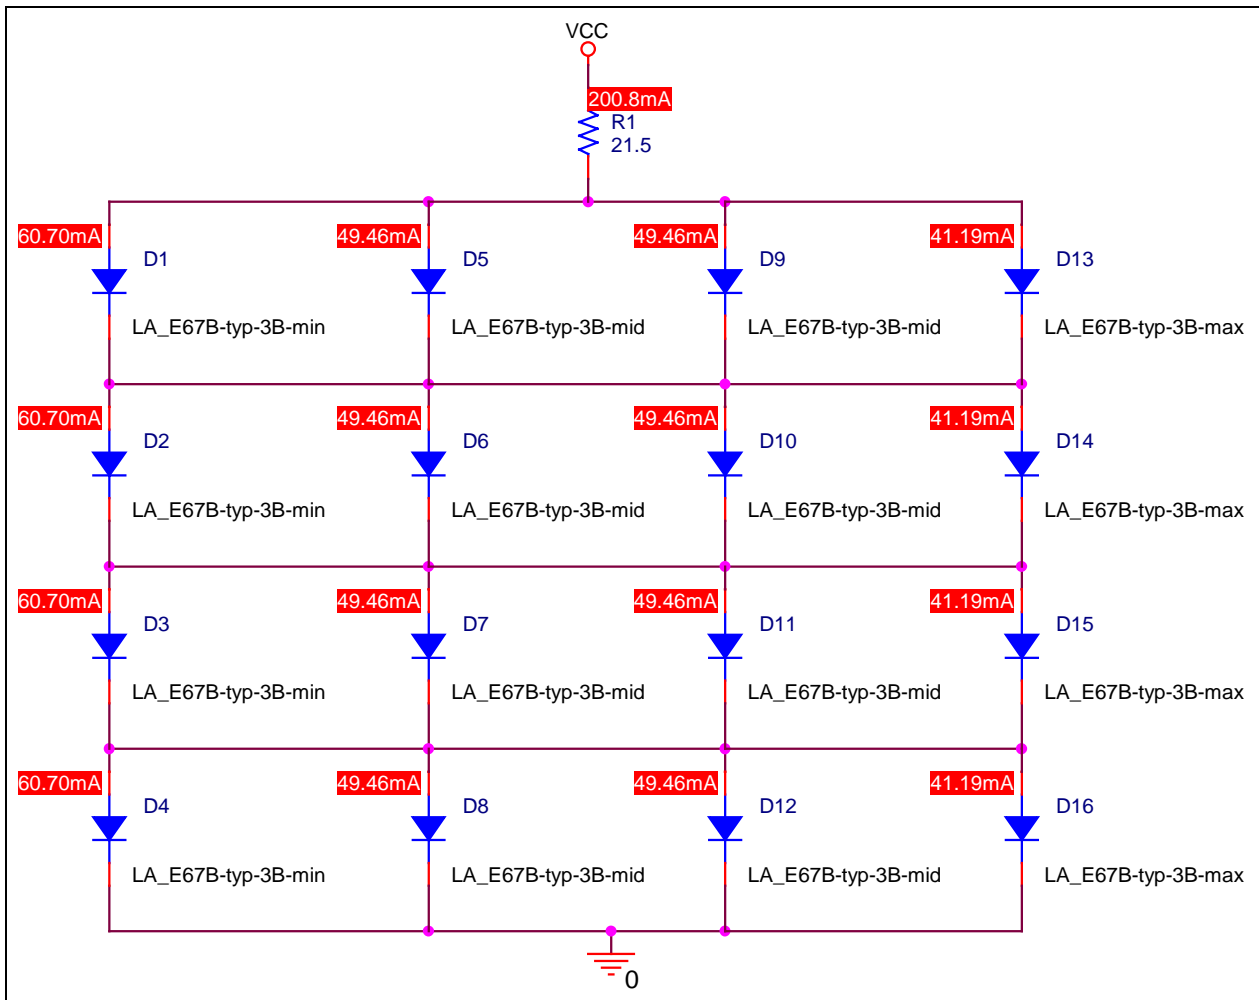 VCC
200.8mA
R1
21.5
60.70mA 49.46mA 49.46mA 41.19mA
D1 D5 D9 D13
LA_E67B-typ-3B-min LA_E67B-typ-3B-mid LA_E67B-typ-3B-mid LA_E67B-typ-3B-max
60.70mA 49.46mA 49.46mA 41.19mA
D2 D6 D10 D14
LA_E67B-typ-3B-min LA_E67B-typ-3B-mid LA_E67B-typ-3B-mid LA_E67B-typ-3B-max
60.70mA 49.46mA 49.46mA 41.19mA
D3 D7 D11 D15
LA_E67B-typ-3B-min LA_E67B-typ-3B-mid LA_E67B-typ-3B-mid LA_E67B-typ-3B-max
60.70mA 49.46mA 49.46mA 41.19mA
D4 D8 D12 D16
LA_E67B-typ-3B-min LA_E67B-typ-3B-mid LA_E67B-typ-3B-mid LA_E67B-typ-3B-max
0